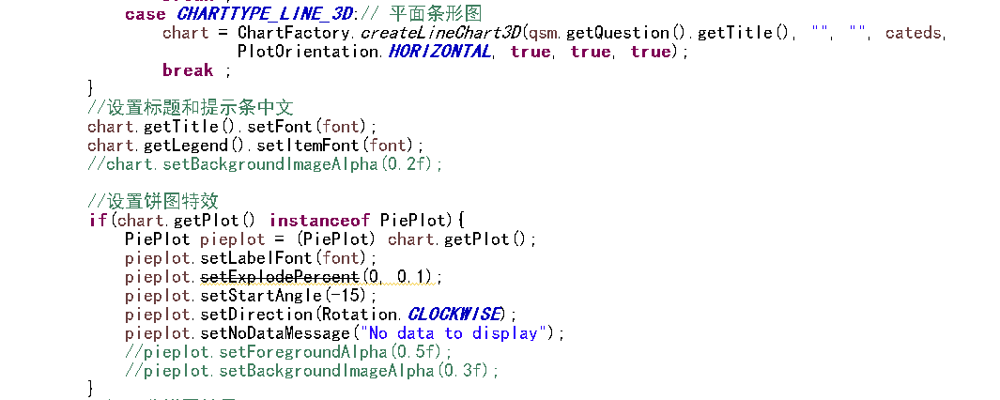 case CHARTTYPE_LINE_3D:// 平面条形图
chart = ChartFactory.createLineChart3D(qsm.getQuestion().getTitle(), "", "", cateds,
PlotOrientation.HORIZONTAL, true, true, true);
break ;
}
//设置标题和提示条中文
chart.getTitle().setFont(font);
chart.getLegend().setItemFont(font);
//chart.setBackgroundImageAlpha(0.2f);
//设置饼图特效
if(chart.getPlot() instanceof PiePlot){
PiePlot pieplot = (PiePlot) chart.getPlot();
pieplot.setLabelFont(font);
pieplot.setExplodePercent(0, 0.1);
pieplot.setStartAngle(-15);
pieplot.setDirection(Rotation.CLOCKWISE);
pieplot.setNoDataMessage("No data to display");
//pieplot.setForegroundAlpha(0.5f);
//pieplot.setBackgroundImageAlpha(0.3f);
}